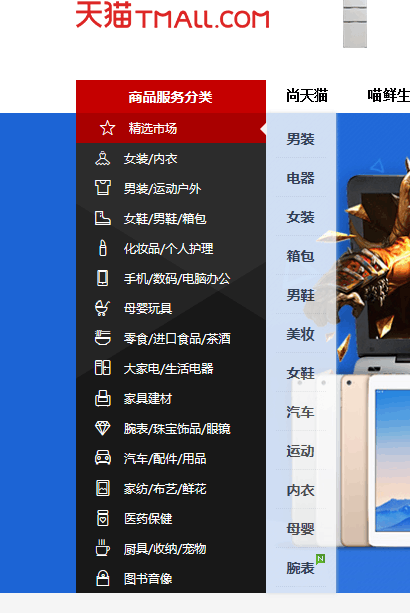 天猫 TMALL.COM
商品服务分类
尚天猫
喵鲜生
精选市场
女装/内衣
男装/运动户外
女鞋/男鞋/箱包
化妆品/个人护理
手机/数码/电脑办公
母婴玩具
零食/进口食品/茶酒
大家电/生活电器
家具建材
腕表/珠宝饰品/眼镜
汽车/配件/用品
家纺/布艺/鲜花
医药保健
厨具/收纳/宠物
图书音像
男装
电器
女装
箱包
男鞋
美妆
女鞋
汽车
运动
内衣
母婴
腕表
N